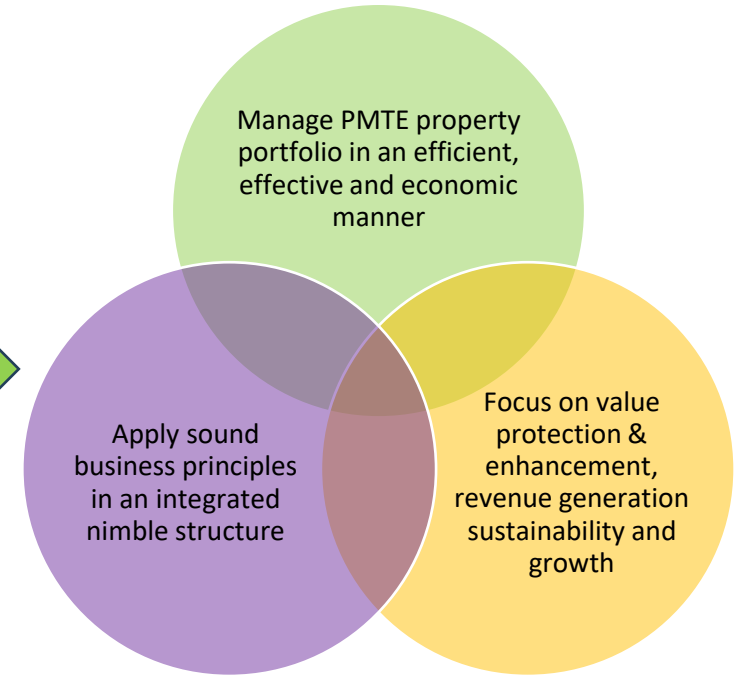 Manage PMTE property
portfolio in an efficient,
effective and economic
manner
Apply sound
business principles
in an integrated
nimble structure
Focus on value
protection &
enhancement,
revenue generation
sustainability and
growth